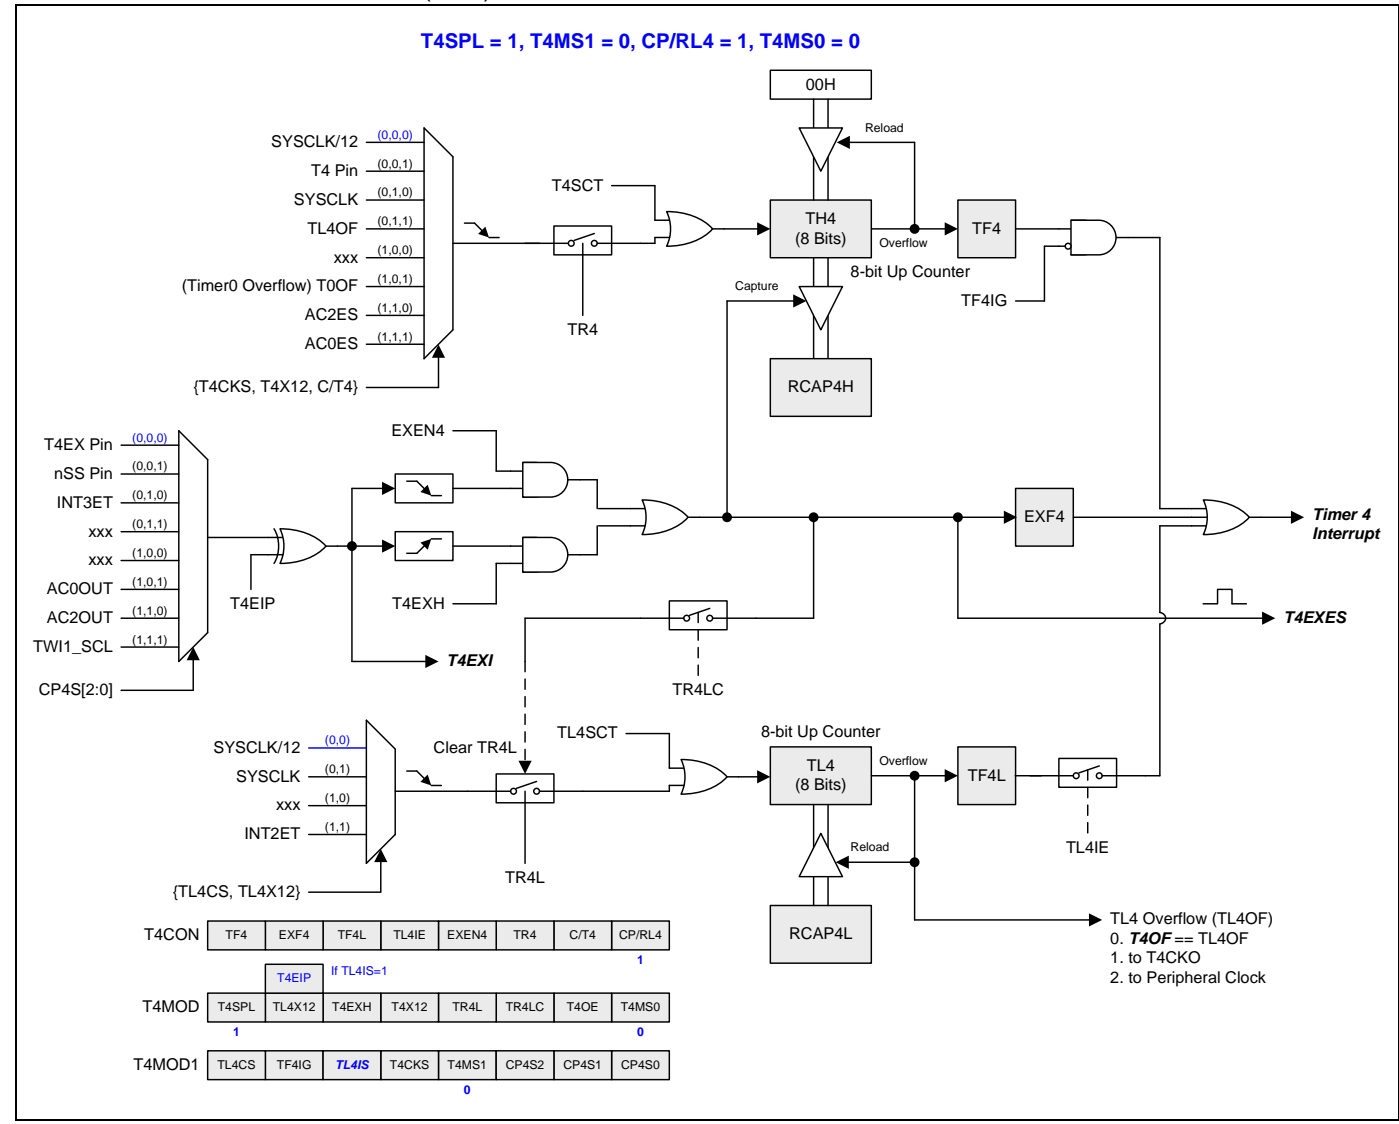 T4SPL = 1, T4MS1 = 0, CP/RL4 = 1, T4MS0 = 0
00H
Reload
SYSCLK/12 (0,0,0)
T4 Pin (0,0,1)
SYSCLK (0,1,0)
TL4OF (0,1,1)
xxx (1,0,0)
(Timer0 Overflow) T0OF (1,0,1)
AC2ES (1,1,0)
AC0ES (1,1,1)
{T4CKS, T4X12, C/T4}
TR4
T4SCT
TH4
(8 Bits)
Overflow
8-bit Up Counter
TF4
TF4IG
Capture
RCAP4H
T4EX Pin (0,0,0)
nSS Pin (0,0,1)
INT3ET (0,1,0)
xxx (0,1,1)
xxx (1,0,0)
AC0OUT (1,0,1)
AC2OUT (1,1,0)
TWI1_SCL (1,1,1)
CP4S[2:0]
T4EIP
EXEN4
T4EXH
T4EXI
EXF4
Timer 4
Interrupt
T4EXES
TR4LC
SYSCLK/12 (0,0)
SYSCLK (0,1)
xxx (1,0)
INT2ET (1,1)
{TL4CS, TL4X12}
Clear TR4L
TR4L
TL4SCT
8-bit Up Counter
TL4
(8 Bits)
Overflow
TF4L
TL4IE
Reload
RCAP4L
TL4 Overflow (TL4OF)
0. T4OF == TL4OF
1. to T4CKO
2. to Peripheral Clock
T4CON TF4 EXF4 TF4L TL4IE EXEN4 TR4 C/T4 CP/RL4
1
T4EIP If TL4IS=1
T4MOD T4SPL TL4X12 T4EXH T4X12 TR4L TR4LC T4OE T4MS0
1 0
T4MOD1 TL4CS TF4IG TL4IS T4CKS T4MS1 CP4S2 CP4S1 CP4S0
0